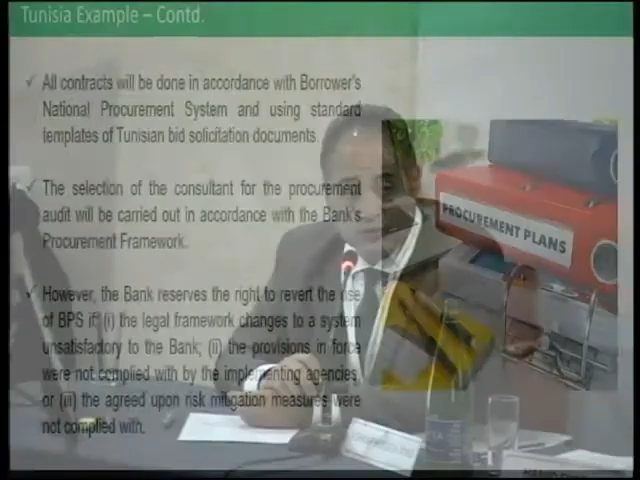 Tunisia Example – Contd.
✓ All contracts will be done in accordance with Borrower's
National Procurement System and using standard
templates of Tunisian bid solicitation documents.
✓ The selection of the consultant for the procurement
audit will be carried out in accordance with the Bank's
Procurement Framework.
✓ However, the Bank reserves the right to revert the
of BPS if: (i) the legal framework changes to a system
unsatisfactory to the Bank; (ii) the provisions in force
were not complied with by the implementing agencies,
or (iii) the agreed upon risk mitigation measures were
not complied with.
PROCUREMENT PLANS